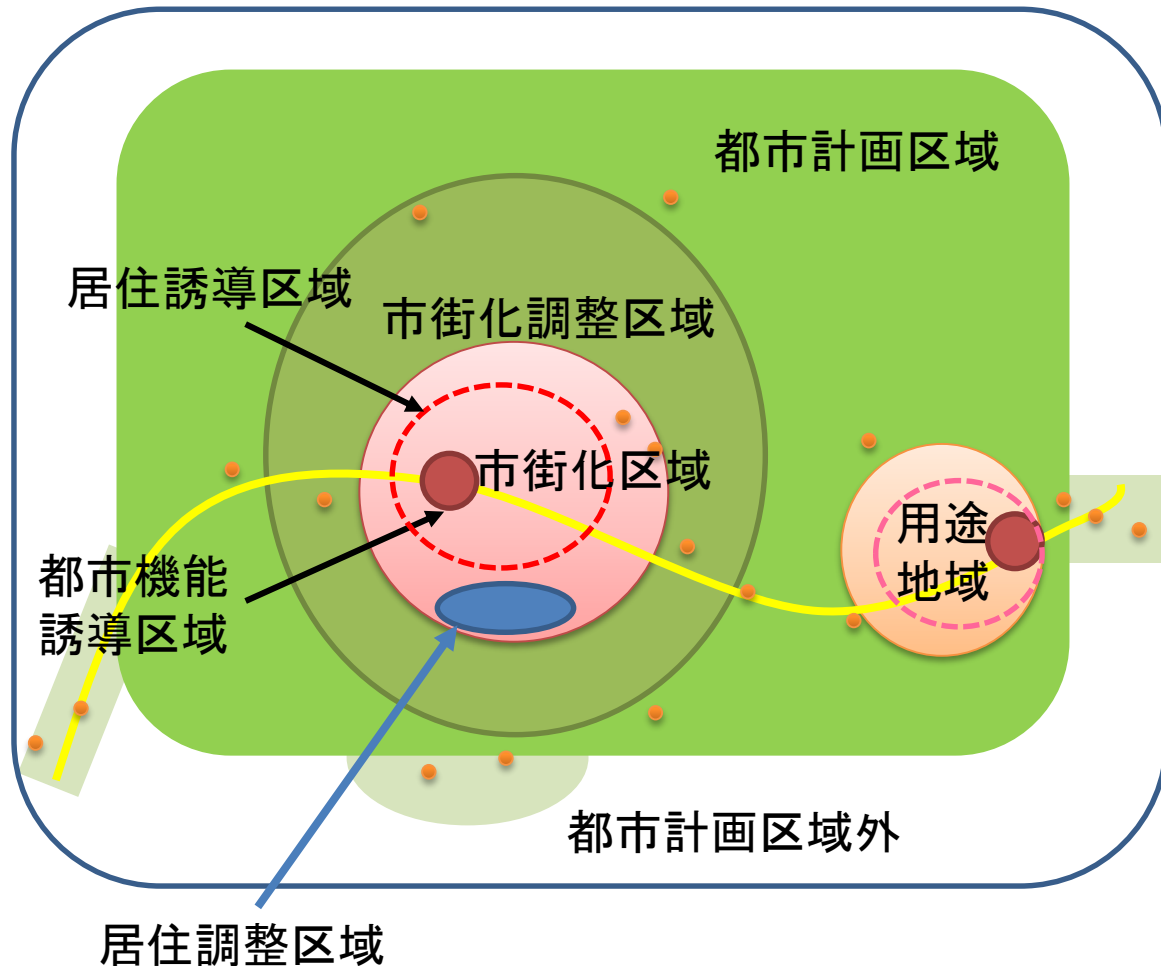 都市計画区域
居住誘導区域
市街化調整区域
市街化区域
用途
地域
都市機能
誘導区域
都市計画区域外
居住調整区域